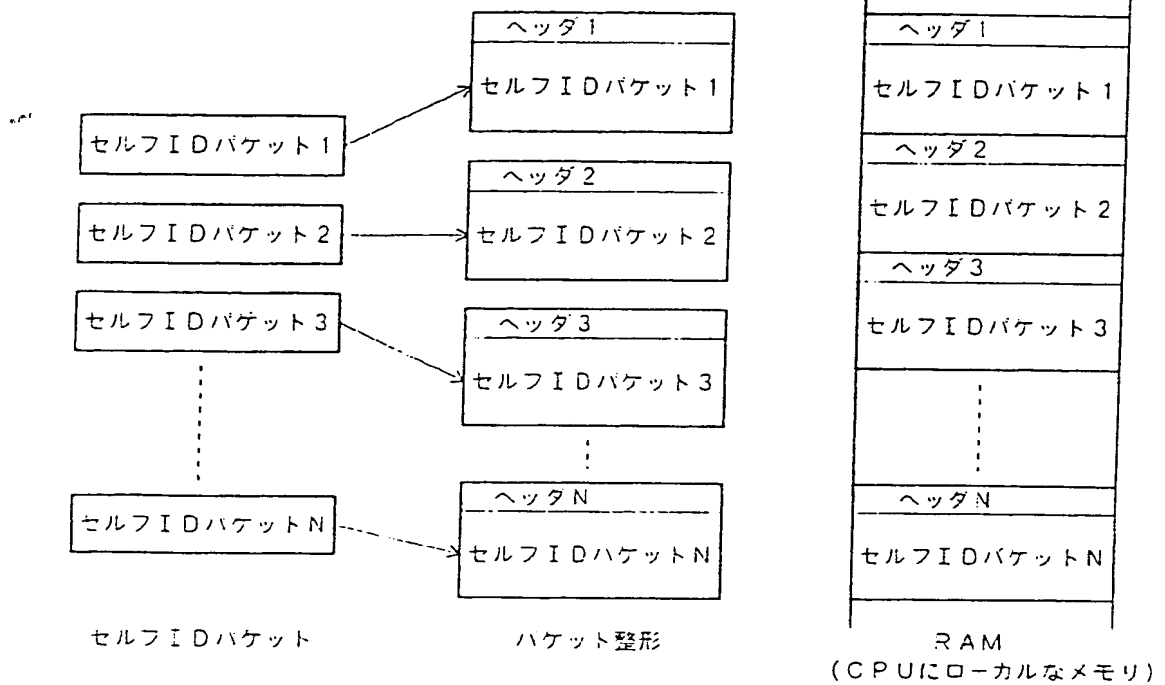 セルフIDパケット1
セルフIDパケット2
セルフIDパケット3
セルフIDパケットN
セルフIDパケット
ヘッダ1
セルフIDパケット1
ヘッダ2
セルフIDパケット2
ヘッダ3
セルフIDパケット3
ヘッダN
セルフIDパケットN
パケット整形
ヘッダ1
セルフIDパケット1
ヘッダ2
セルフIDパケット2
ヘッダ3
セルフIDパケット3
ヘッダN
セルフIDパケットN
RAM
(CPUにローカルなメモリ)